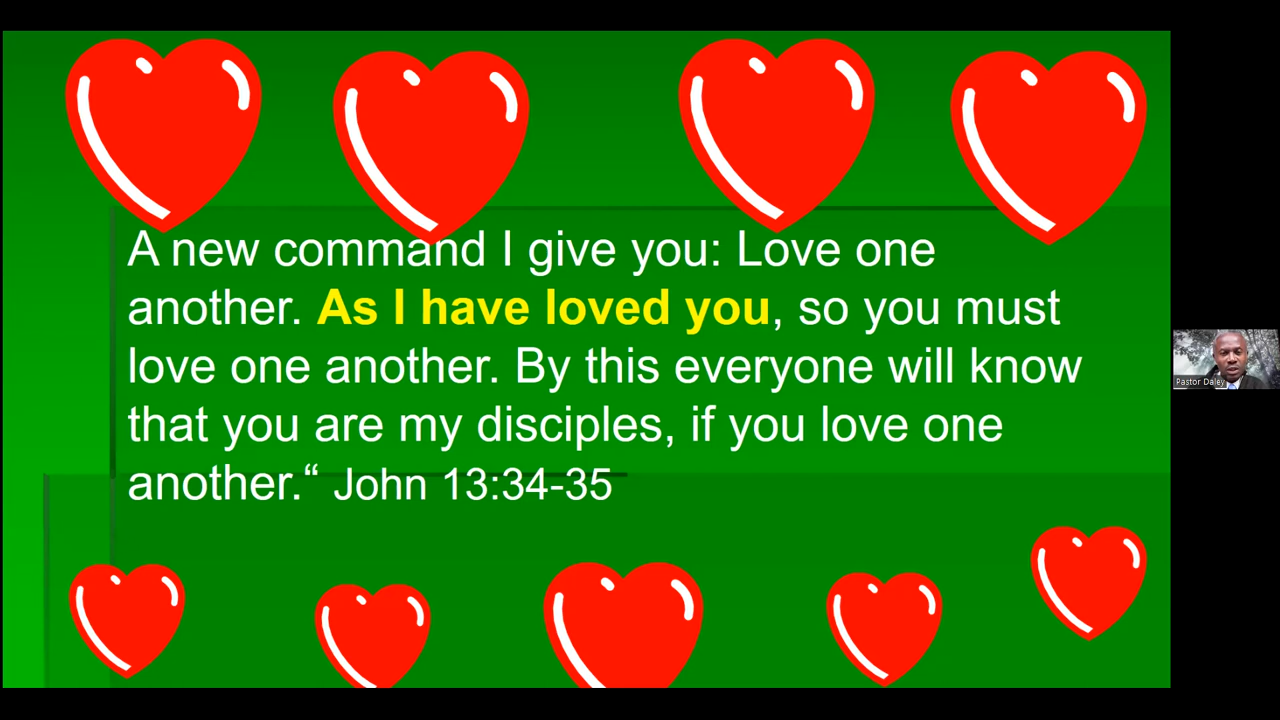 A new command I give you: Love one
another. As I have loved you, so you must
love one another. By this everyone will know
that you are my disciples, if you love one
another.“ John 13:34-35
Pastor Daley